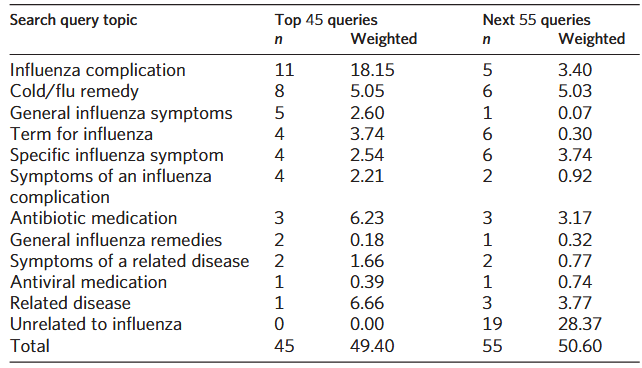 Search query topic Top 45 queries Next 55 queries
n Weighted n Weighted
Influenza complication 11 18.15 5 3.40
Cold/flu remedy 8 5.05 6 5.03
General influenza symptoms 5 2.60 1 0.07
Term for influenza 4 3.74 6 0.30
Specific influenza symptom 4 2.54 6 3.74
Symptoms of an influenza 4 2.21 2 0.92
complication
Antibiotic medication 3 6.23 3 3.17
General influenza remedies 2 0.18 1 0.32
Symptoms of a related disease 2 1.66 2 0.77
Antiviral medication 1 0.39 1 0.74
Related disease 1 6.66 3 3.77
Unrelated to influenza 0 0.00 19 28.37
Total 45 49.40 55 50.60